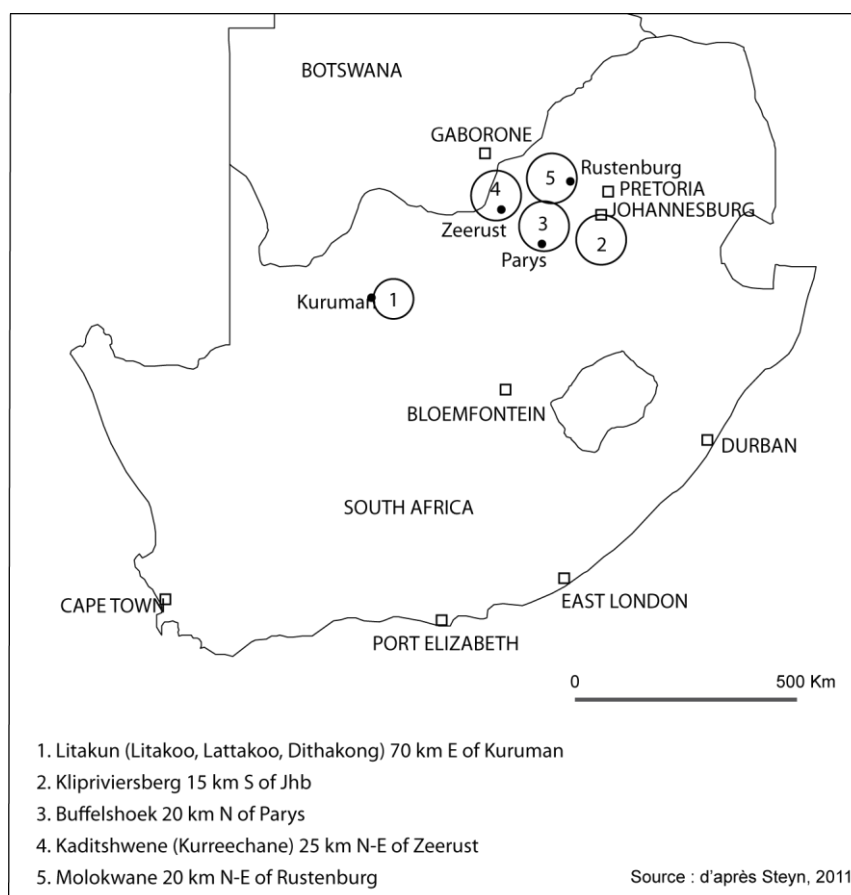 BOTSWANA
GABORONE
5
Rustenburg
4
PRETORIA
JOHANNESBURG
Zeerust
3
2
Parys
Kuruman
1
BLOEMFONTEIN
DURBAN
SOUTH AFRICA
CAPE TOWN
EAST LONDON
PORT ELIZABETH
0
500 Km
1. Litakun (Litakoo, Lattakoo, Dithakong) 70 km E of Kuruman
2. Klipriviersberg 15 km S of Jhb
3. Buffelshoek 20 km N of Parys
4. Kaditshwene (Kurreechane) 25 km N-E of Zeerust
5. Molokwane 20 km N-E of Rustenburg
Source : d'après Steyn, 2011